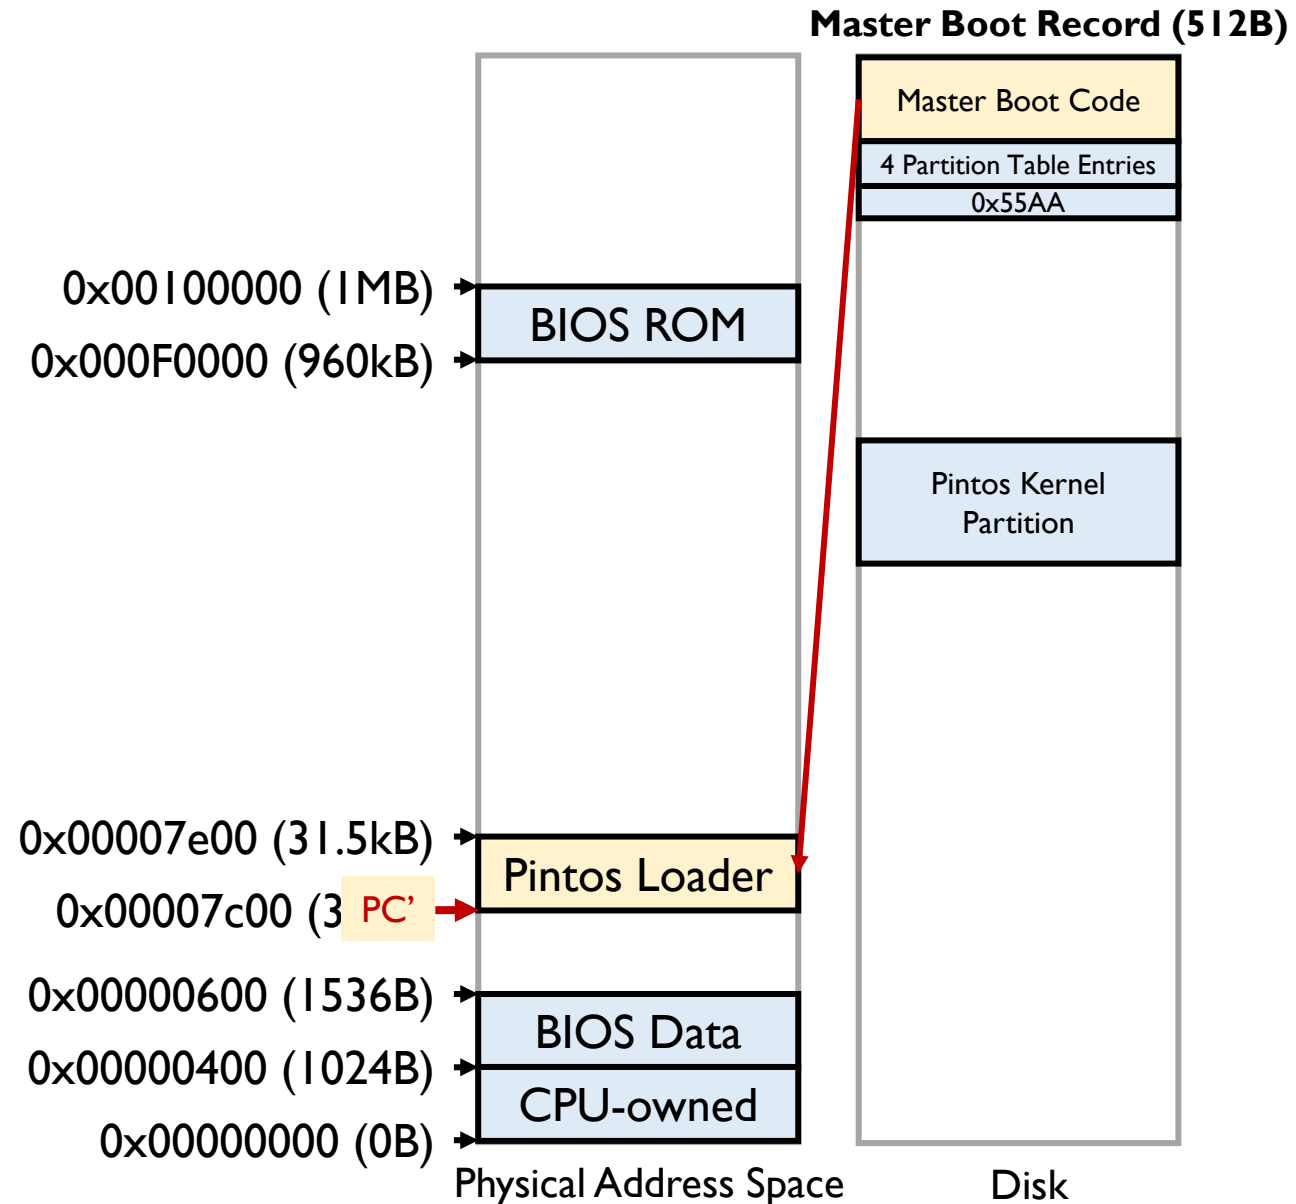 Master Boot Record (512B)
Master Boot Code
4 Partition Table Entries
0x55AA
0x00100000 (1MB)
BIOS ROM
0x000F0000 (960kB)
Pintos Kernel
Partition
0x00007e00 (31.5kB)
Pintos Loader
0x00007c00 (3
PC’
0x00000600 (1536B)
BIOS Data
0x00000400 (1024B)
CPU-owned
0x00000000 (0B)
Physical Address Space
Disk